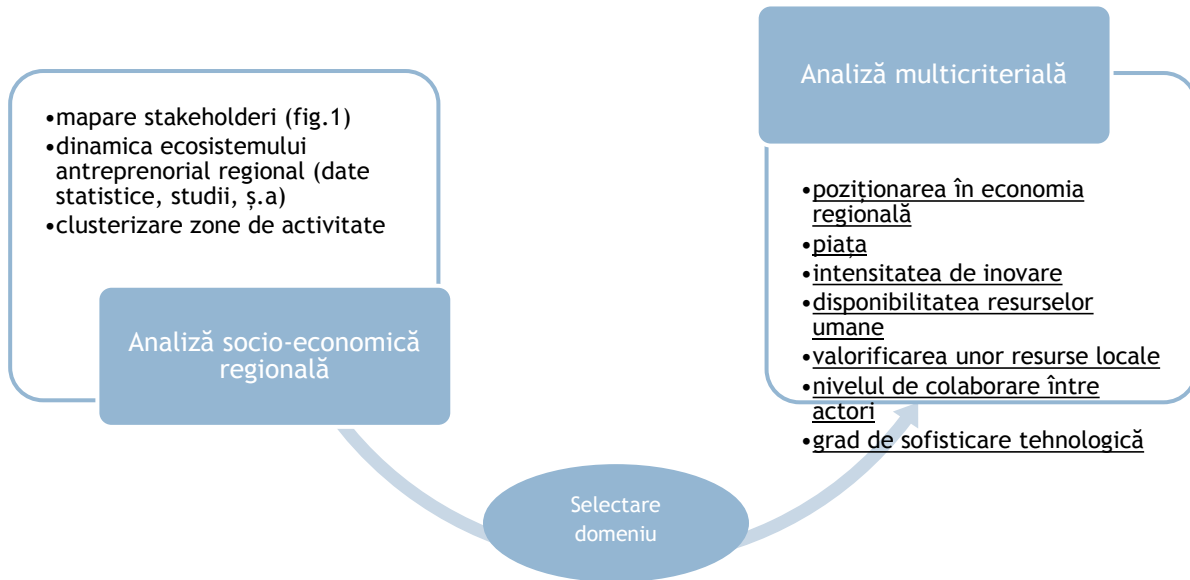 •mapare stakeholderi (fig.1)
•dinamica ecosistemului
antreprenorial regional (date
statistice, studii, ș.a)
•clusterizare zone de activitate
Analiză socio-economică
regională
Selectare
domeniu
Analiză multicriterială
•poziționarea în economia
regională
•piața
•intensitatea de inovare
•disponibilitatea resurselor
umane
•valorificarea unor resurse locale
•nivelul de colaborare între
actori
•grad de sofisticare tehnologică